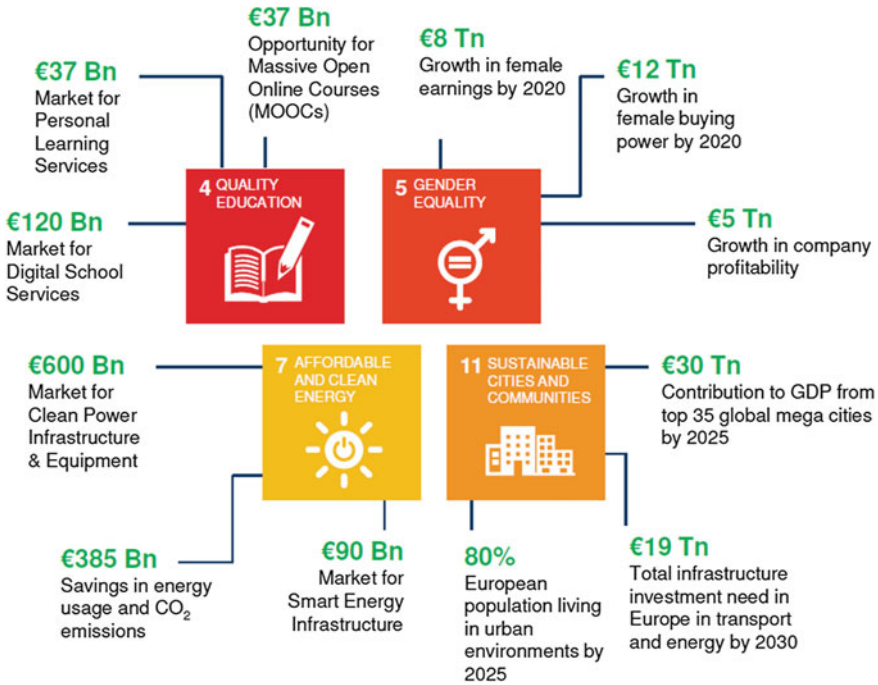 €37 Bn
Market for
Personal
Learning
Services
€37 Bn
Opportunity for
Massive Open
Online Courses
(MOOCs)
€120 Bn
Market for
Digital School
Services
4 QUALITY
EDUCATION
€8 Tn
Growth in female
earnings by 2020
€12 Tn
Growth in
female buying
power by 2020
€5 Tn
Growth in company
profitability
5 GENDER
EQUALITY
€600 Bn
Market for
Clean Power
Infrastructure
& Equipment
€385 Bn
Savings in energy
usage and CO₂
emissions
€90 Bn
Market for
Smart Energy
Infrastructure
7 AFFORDABLE
AND CLEAN
ENERGY
11 SUSTAINABLE
CITIES AND
COMMUNITIES
€30 Tn
Contribution to GDP from
top 35 global mega cities
by 2025
80%
European
population living
in urban
environments by
2025
€19 Tn
Total infrastructure
investment need in
Europe in transport
and energy by 2030